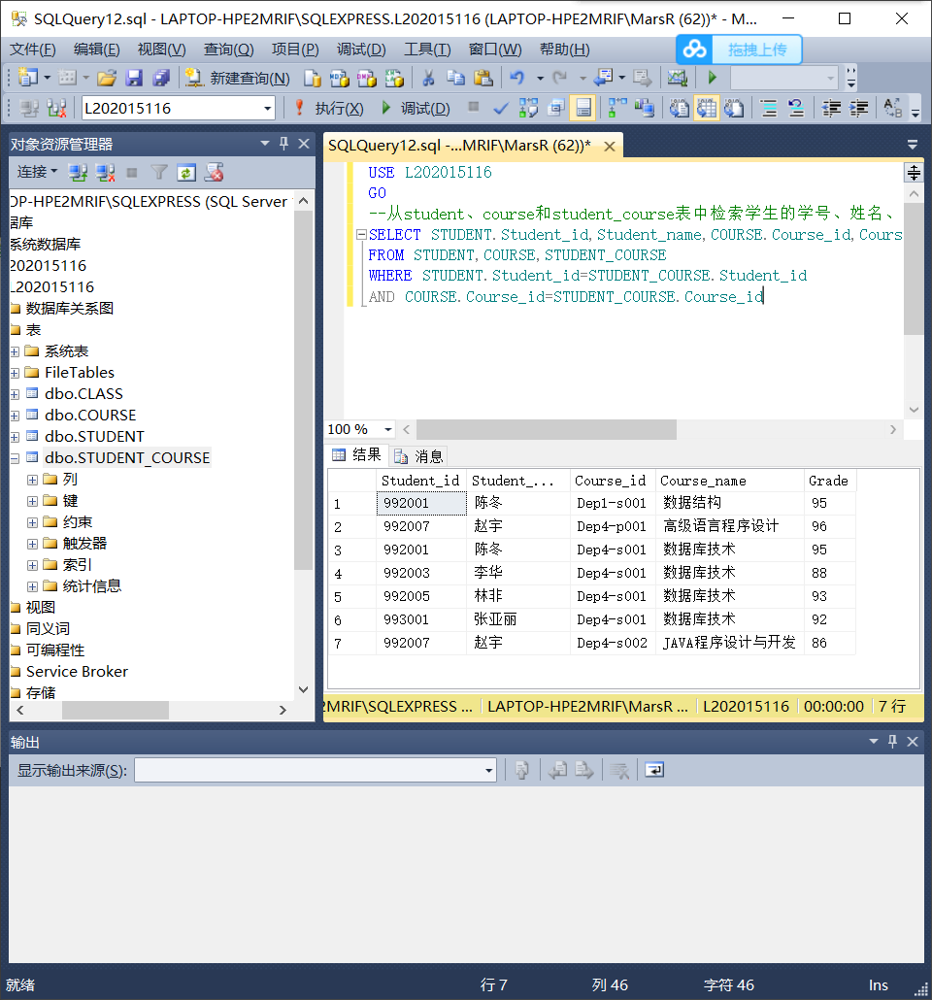 SQLQuery12.sql - LAPTOP-HPE2MRIF\SQLEXPRESS.L202015116 (LAPTOP-HPE2MRIF\MarsR (62))* - M...
文件(F) 编辑(E) 视图(V) 查询(Q) 项目(P) 调试(D) 工具(T) 窗口(W) 帮助(H)
拖拽上传
新建查询(N)
L202015116 执行(X) 调试(D)
对象资源管理器
连接
OP-HPE2MRIF\SQLEXPRESS (SQL Server
据库
系统数据库
202015116
L202015116
数据库关系图
表
系统表
FileTables
dbo.CLASS
dbo.COURSE
dbo.STUDENT
dbo.STUDENT_COURSE
列
键
约束
触发器
索引
统计信息
视图
同义词
可编程性
Service Broker
存储
SQLQuery12.sql -...MRIF\MarsR (62))*
USE L202015116
GO
--从student、course和student_course表中检索学生的学号、姓名、
SELECT STUDENT.Student_id,Student_name,COURSE.Course_id,Cours
FROM STUDENT,COURSE,STUDENT_COURSE
WHERE STUDENT.Student_id=STUDENT_COURSE.Student_id
AND COURSE.Course_id=STUDENT_COURSE.Course_id
100 %
结果 消息
Student_id Student_... Course_id Course_name Grade
1 992001 陈冬 Dep1-s001 数据结构 95
2 992007 赵宇 Dep4-p001 高级语言程序设计 96
3 992001 陈冬 Dep4-s001 数据库技术 95
4 992003 李华 Dep4-s001 数据库技术 88
5 992005 林非 Dep4-s001 数据库技术 93
6 993001 张亚丽 Dep4-s001 数据库技术 92
7 992007 赵宇 Dep4-s002 JAVA程序设计与开发 86
2MRIF\SQLEXPRESS ... LAPTOP-HPE2MRIF\MarsR ... L202015116 00:00:00 7 行
输出
显示输出来源(S):
就绪 行 7 列 46 字符 46 Ins